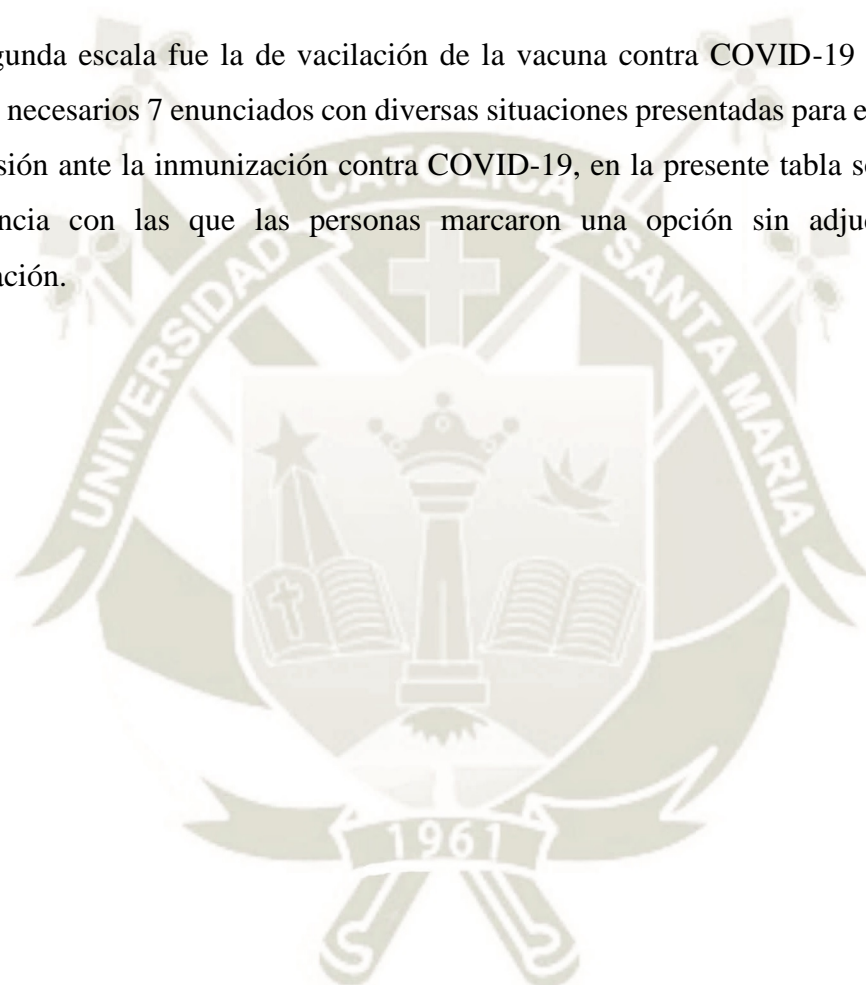 gunda escala fue la de vacilación de la vacuna contra COVID-19
necesarios 7 enunciados con diversas situaciones presentadas para e
sión ante la inmunización contra COVID-19, en la presente tabla s
encia con las que las personas marcaron una opción sin adju
ación.
UNIVERSIDAD CATOLICA SANTA MARIA
1961